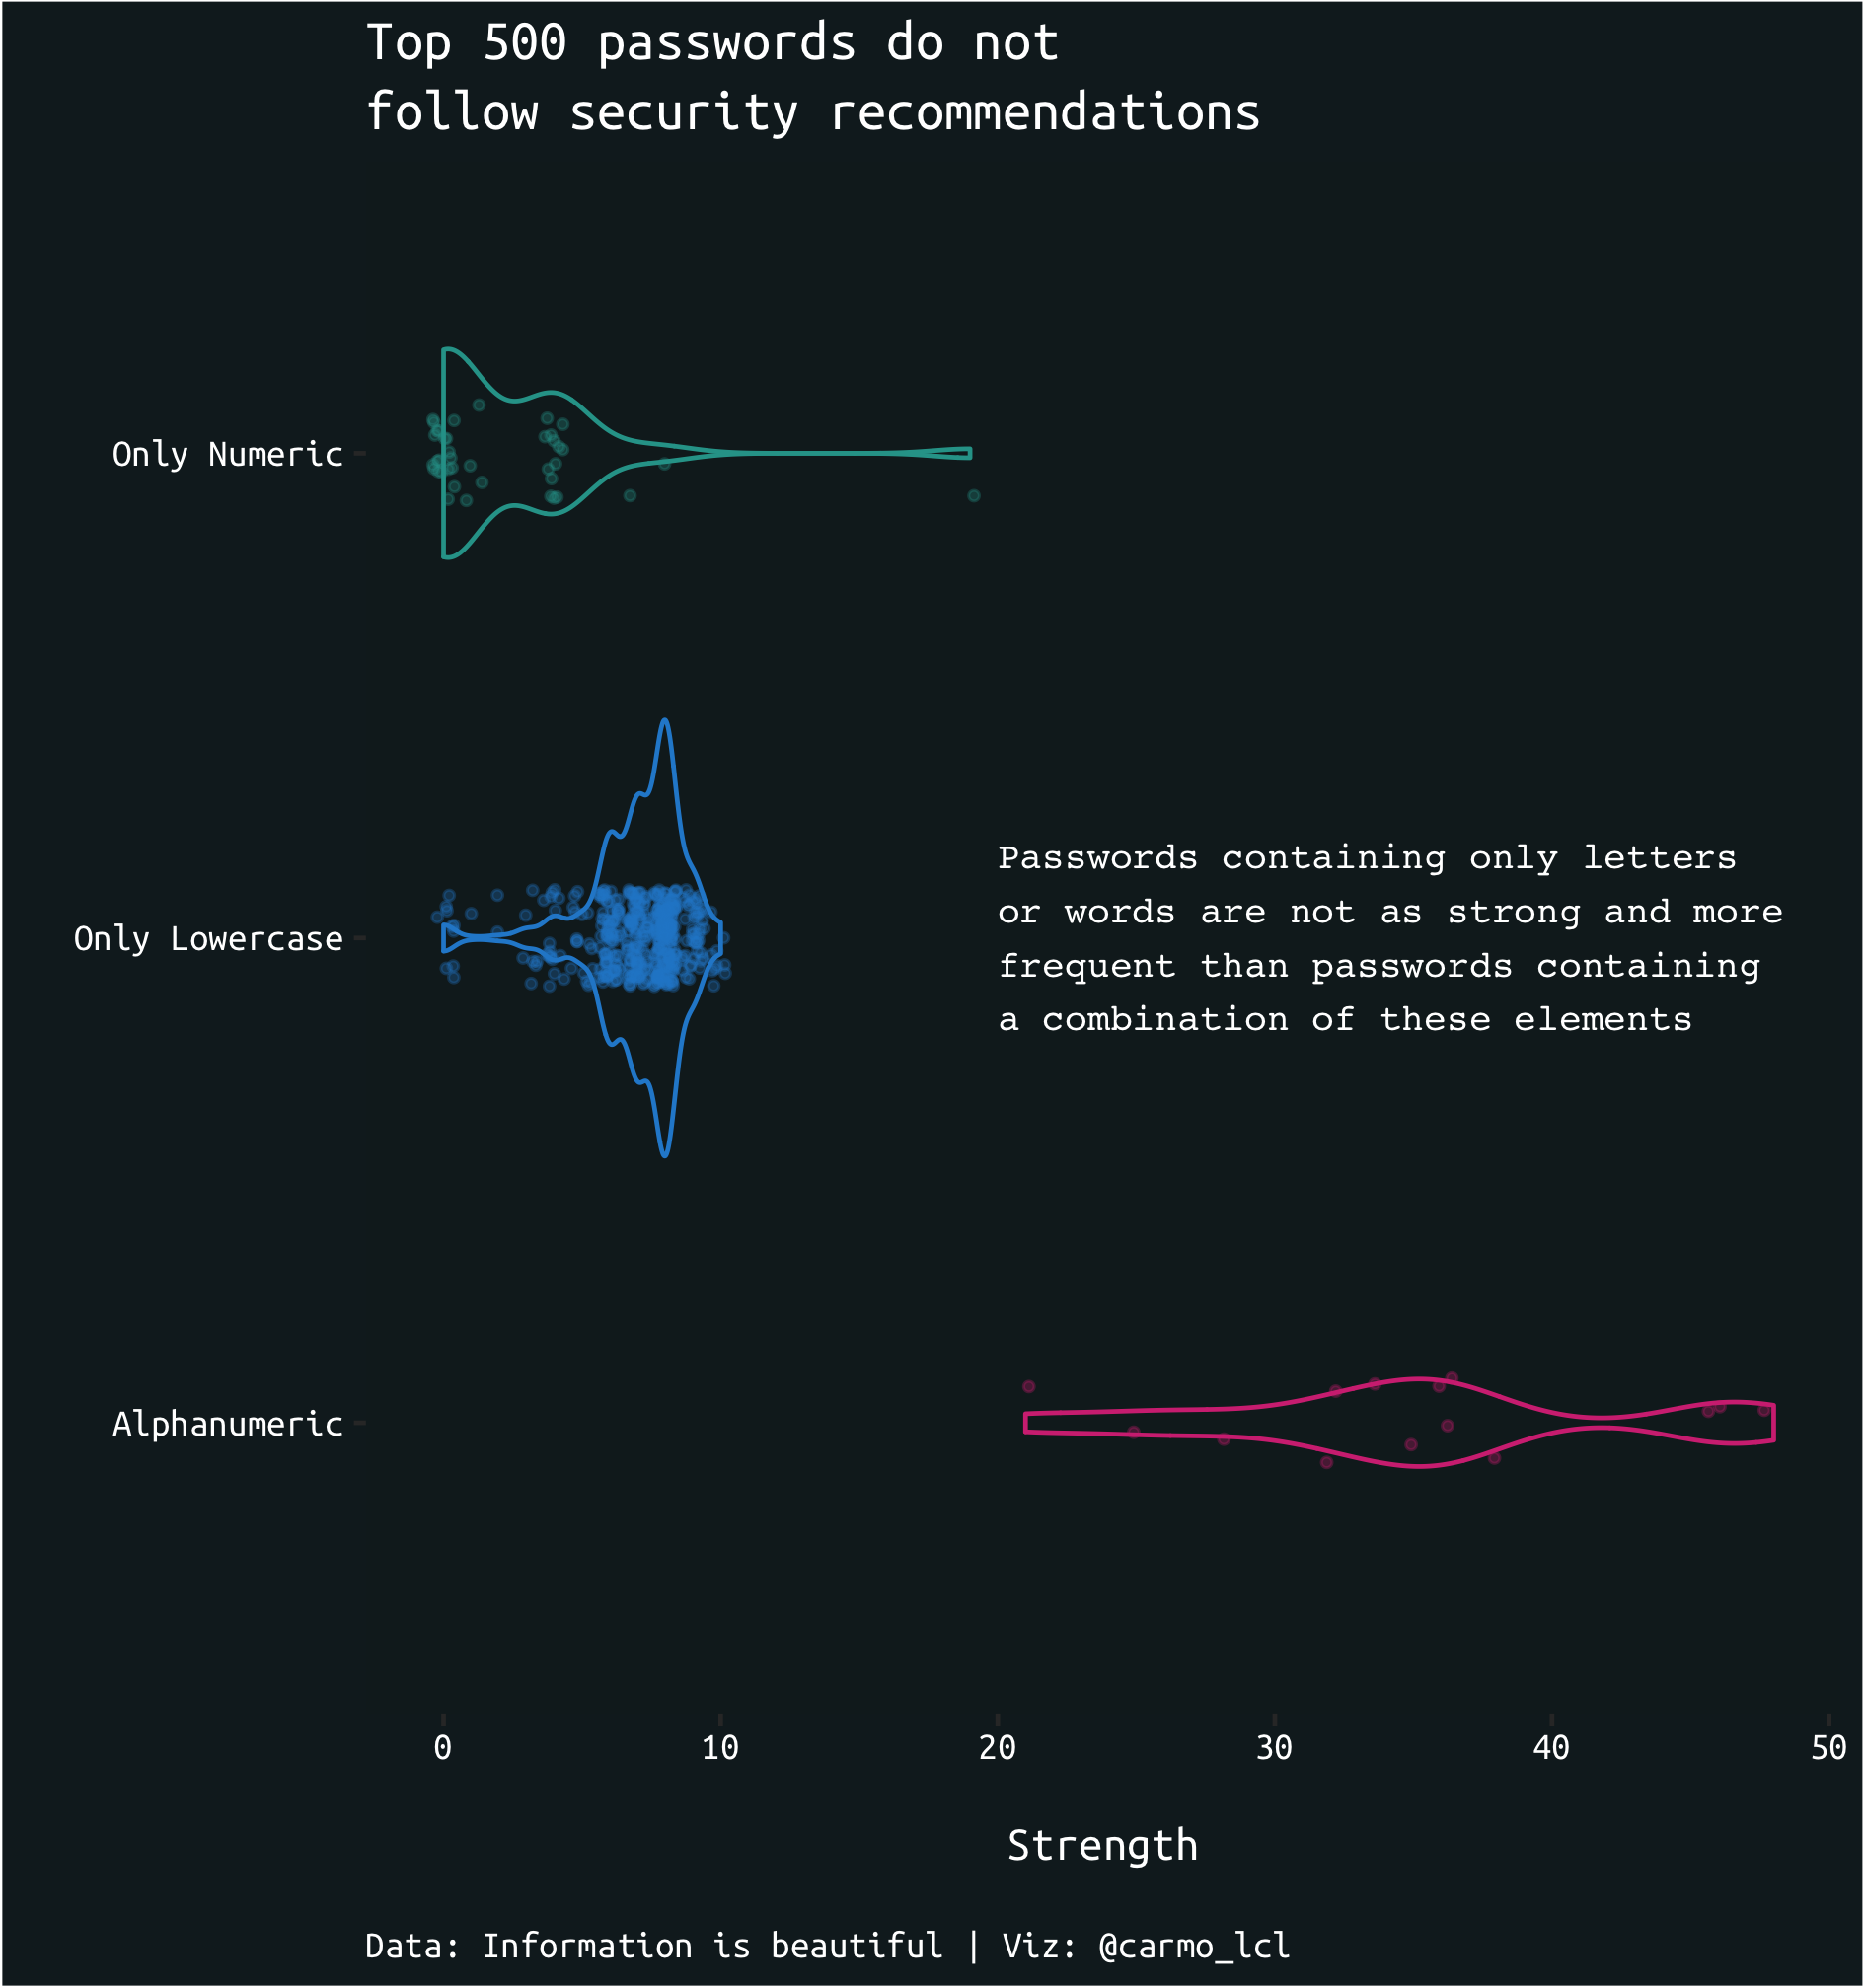 Top 500 passwords do not
follow security recommendations
Only Numeric
Only Lowercase
Passwords containing only letters
or words are not as strong and more
frequent than passwords containing
a combination of these elements
Alphanumeric
0 10 20 30 40 50
Strength
Data: Information is beautiful | Viz: @carmo_lcl